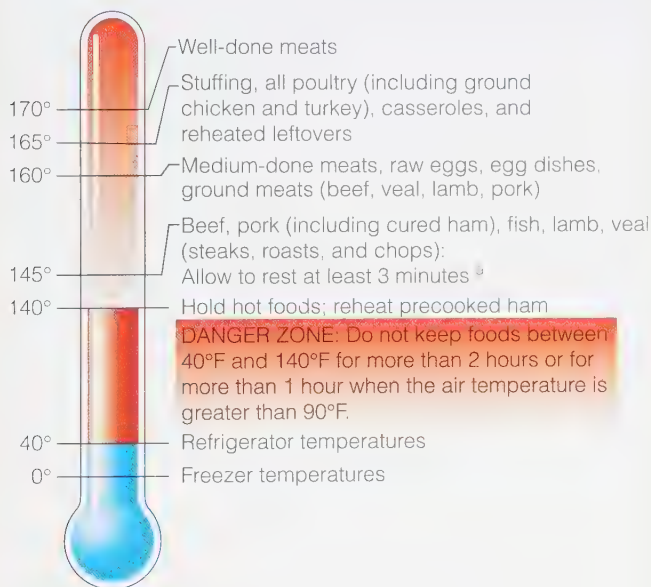 Well-done meats
170°
Stuffing, all poultry (including ground
chicken and turkey), casseroles, and
reheated leftovers
165°
160°
Medium-done meats, raw eggs, egg dishes,
ground meats (beef, veal, lamb, pork)
Beef, pork (including cured ham), fish, lamb, veal
(steaks, roasts, and chops):
145°
Allow to rest at least 3 minutes
140°
Hold hot foods; reheat precooked ham
DANGER ZONE: Do not keep foods between
40°F and 140°F for more than 2 hours or for
more than 1 hour when the air temperature is
greater than 90°F.
40°
Refrigerator temperatures
0°
Freezer temperatures